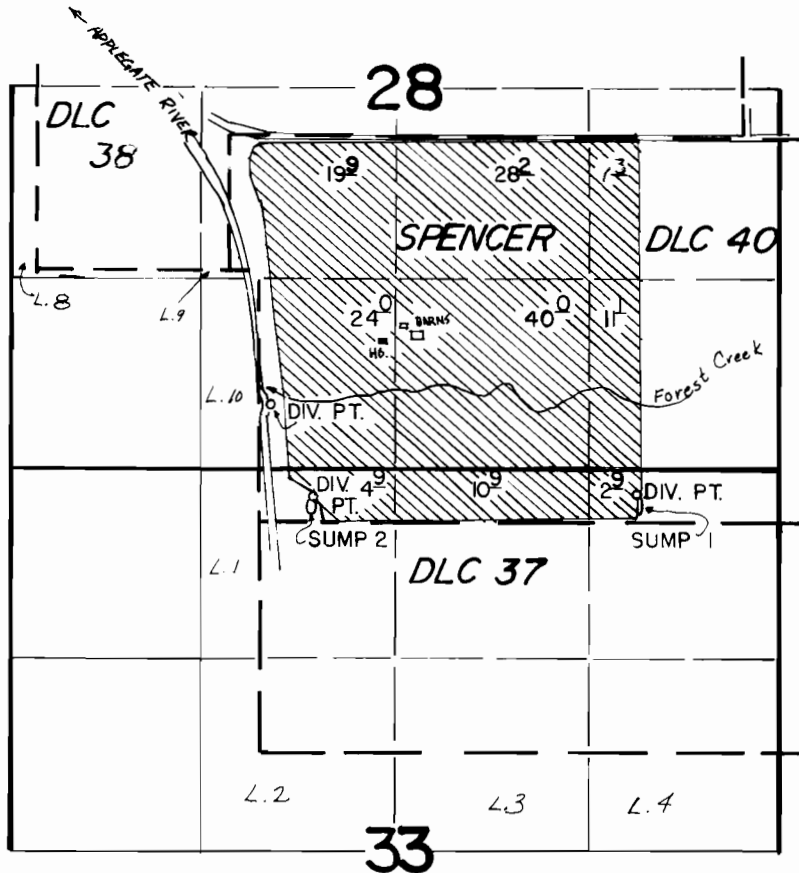 APPLEGATE RIVER
28
DLC
38
19 9
28 2
SPENCER
DLC 40
L.8
L.9
24 0
BARNS
HS.
40 0
11 1
Forest Creek
L.10
DIV. PT.
DIV.
PT.
4 9
10 9
2 9
DIV. PT.
SUMP 2
SUMP 1
L.1
DLC 37
L.2
L.3
L.4
33